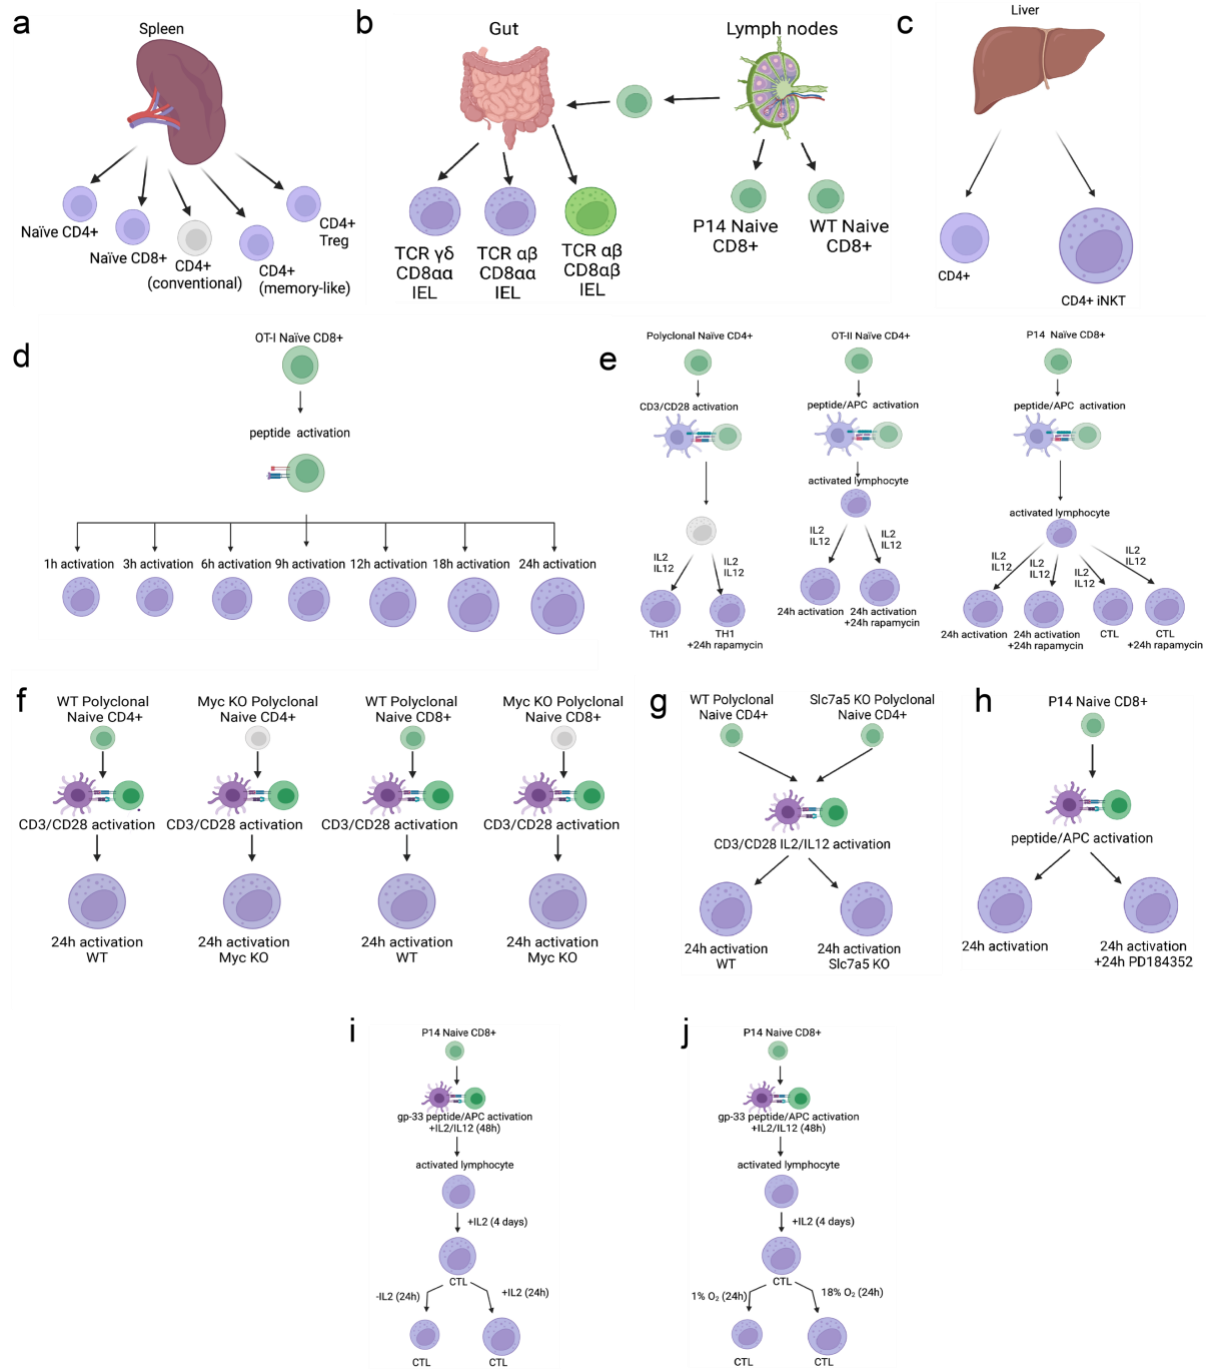 a
Spleen
Naïve CD4+
Naïve CD8+
CD4+
(conventional)
CD4+
(memory-like)
CD4+
Treg
b
Gut
Lymph nodes
TCR γδ
CD8αα
IEL
TCR αβ
CD8αα
IEL
TCR αβ
CD8αβ
IEL
P14 Naive
CD8+
WT Naive
CD8+
c
Liver
CD4+
CD4+ iNKT
d
OT-I Naïve CD8+
peptide activation
1h activation
3h activation
6h activation
9h activation
12h activation
18h activation
24h activation
e
Polyclonal Naïve CD4+
CD3/CD28 activation
IL2
IL12
IL2
IL12
TH1
TH1
+24h rapamycin
OT-II Naïve CD4+
peptide/APC activation
activated lymphocyte
IL2
IL12
IL2
IL12
24h activation
24h activation
+24h rapamycin
P14 Naïve CD8+
peptide/APC activation
activated lymphocyte
IL2
IL12
IL2
IL12
IL2
IL12
IL2
IL12
24h activation
24h activation
+24h rapamycin
CTL
CTL
+24h rapamycin
f
WT Polyclonal
Naive CD4+
CD3/CD28 activation
24h activation
WT
Myc KO Polyclonal
Naive CD4+
CD3/CD28 activation
24h activation
Myc KO
WT Polyclonal
Naive CD8+
CD3/CD28 activation
24h activation
WT
Myc KO Polyclonal
Naive CD8+
CD3/CD28 activation
24h activation
Myc KO
g
WT Polyclonal
Naive CD4+
Slc7a5 KO Polyclonal
Naive CD4+
CD3/CD28 IL2/IL12 activation
24h activation
WT
24h activation
Slc7a5 KO
h
P14 Naive CD8+
peptide/APC activation
24h activation
24h activation
+24h PD184352
i
P14 Naive CD8+
gp-33 peptide/APC activation
+IL2/IL12 (48h)
activated lymphocyte
+IL2 (4 days)
CTL
-IL2 (24h)
+IL2 (24h)
CTL
CTL
j
P14 Naive CD8+
gp-33 peptide/APC activation
+IL2/IL12 (48h)
activated lymphocyte
+IL2 (4 days)
CTL
1% O₂ (24h)
18% O₂ (24h)
CTL
CTL